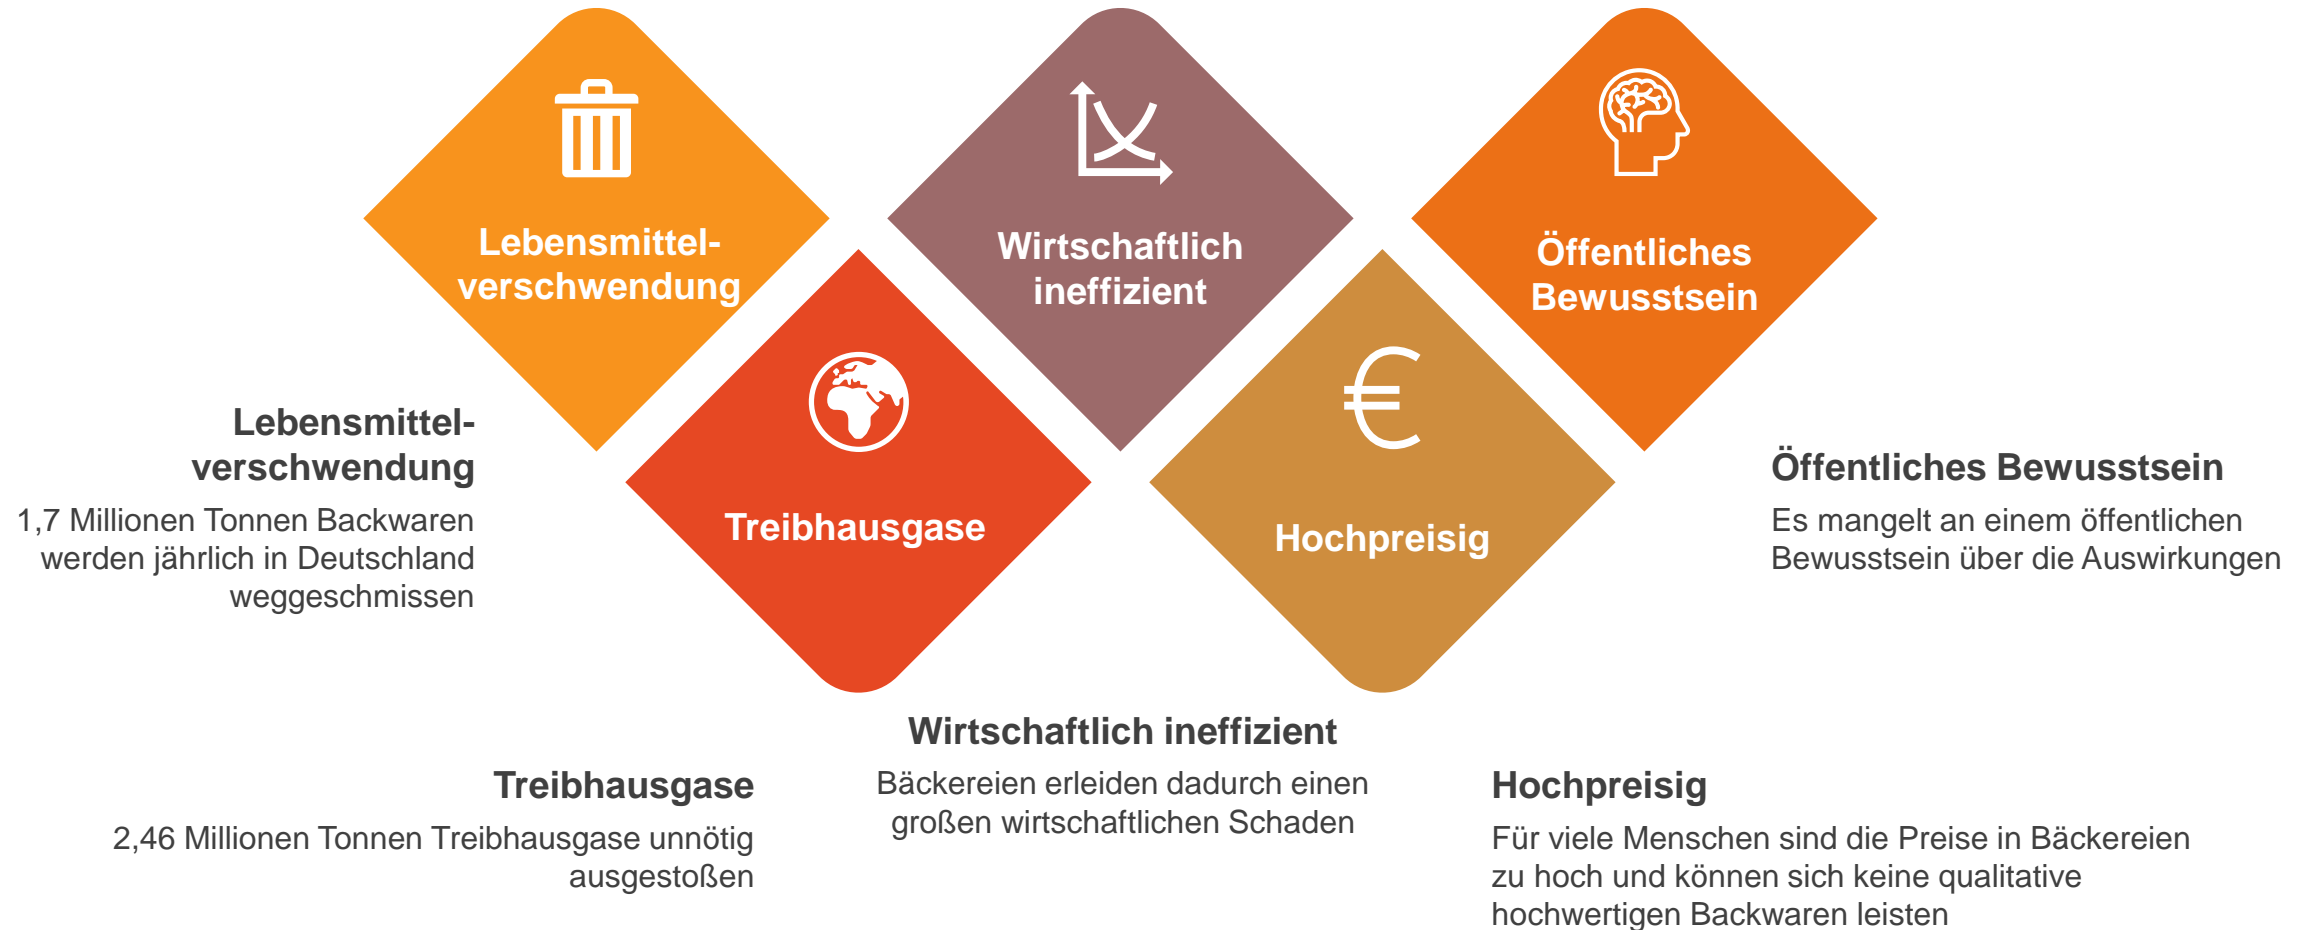 Lebensmittel-
verschwendung
Wirtschaftlich
ineffizient
Öffentliches
Bewusstsein
Treibhausgase
€
Hochpreisig
Lebensmittel-
verschwendung
1,7 Millionen Tonnen Backwaren
werden jährlich in Deutschland
weggeschmissen
Öffentliches Bewusstsein
Es mangelt an einem öffentlichen
Bewusstsein über die Auswirkungen
Treibhausgase
2,46 Millionen Tonnen Treibhausgase unnötig
ausgestoßen
Wirtschaftlich ineffizient
Bäckereien erleiden dadurch einen
großen wirtschaftlichen Schaden
Hochpreisig
Für viele Menschen sind die Preise in Bäckereien
zu hoch und können sich keine qualitative
hochwertigen Backwaren leisten